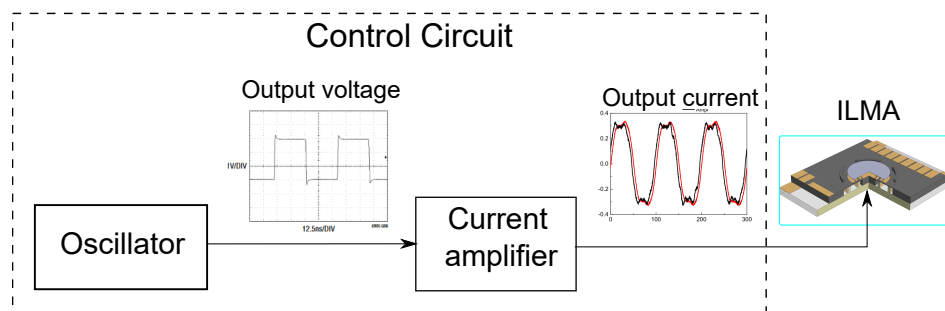 Control Circuit
Output voltage
1V/DIV
12.5ns/DIV
Output current
0.4
0.2
0.0
-0.2
-0.4
0
100
200
300
ILMA
Oscillator
Current
amplifier